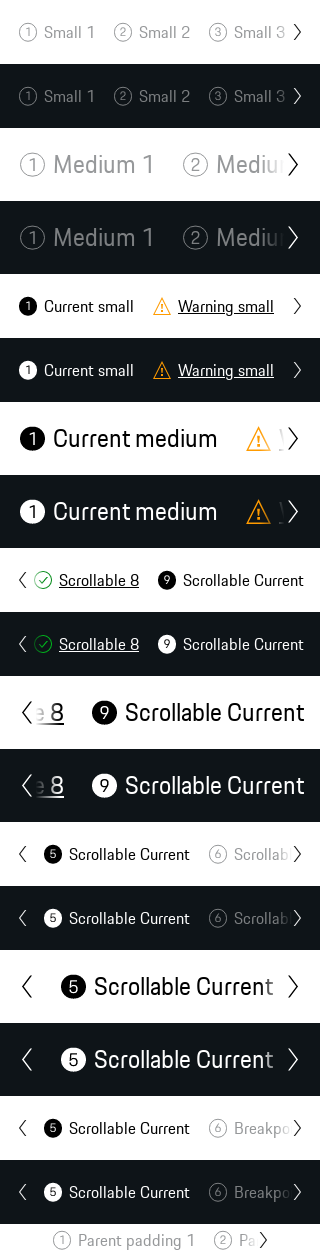 1 Small 1 2 Small 2 3 Small 3
1 Small 1 2 Small 2 3 Small 3
1 Medium 1 2 Mediu
1 Medium 1 2 Mediu
1 Current small Warning small
1 Current small Warning small
1 Current medium
1 Current medium
Scrollable 8 9 Scrollable Current
Scrollable 8 9 Scrollable Current
e 8 9 Scrollable Current
e 8 9 Scrollable Current
5 Scrollable Current 6 Scrollab
5 Scrollable Current 6 Scrollab
5 Scrollable Current
5 Scrollable Current
5 Scrollable Current 6 Breakpo
5 Scrollable Current 6 Breakpo
1 Parent padding 1 2 Pa